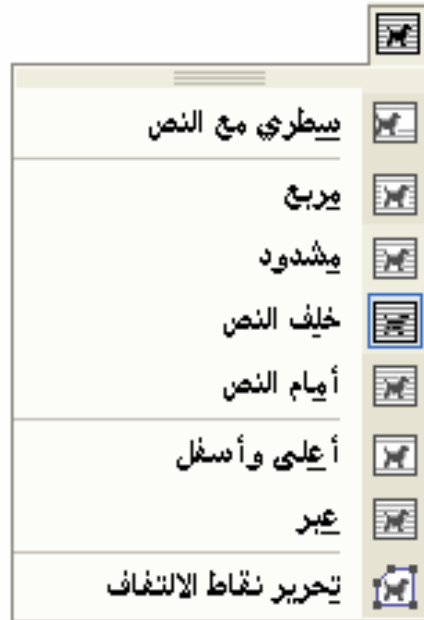 سطري مع النص
مربع
مشدود
خلف النص
أمام النص
أعلى وأسفل
عبر
تحرير نقاط الالتفاف